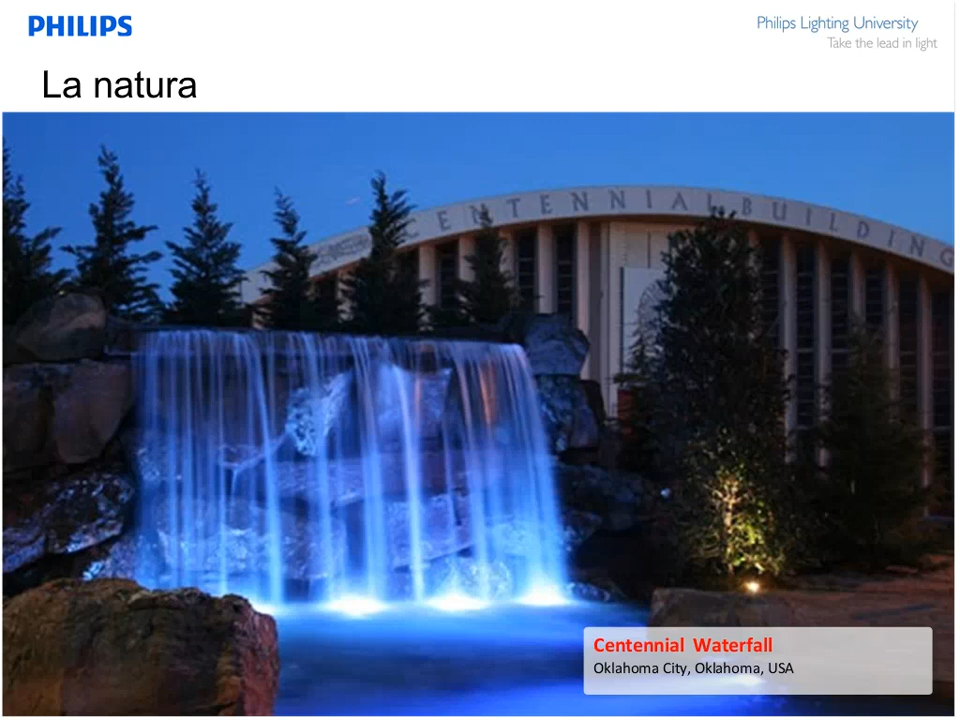 PHILIPS
Philips Lighting University
Take the lead in light
La natura
CENTENNIAL BUILDING
Centennial Waterfall
Oklahoma City, Oklahoma, USA